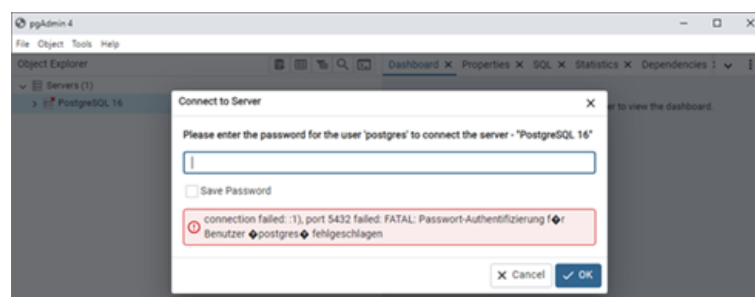 pgAdmin 4
File Object Tools Help
Object Explorer
Dashboard Properties SQL Statistics Dependencies
Servers (1)
PostgreSQL 16
er to view the dashboard.
Connect to Server
Please enter the password for the user 'postgres' to connect the server - "PostgreSQL 16"
Save Password
connection failed: :1), port 5432 failed: FATAL: Passwort-Authentifizierung f�r
Benutzer �postgres� fehlgeschlagen
Cancel OK